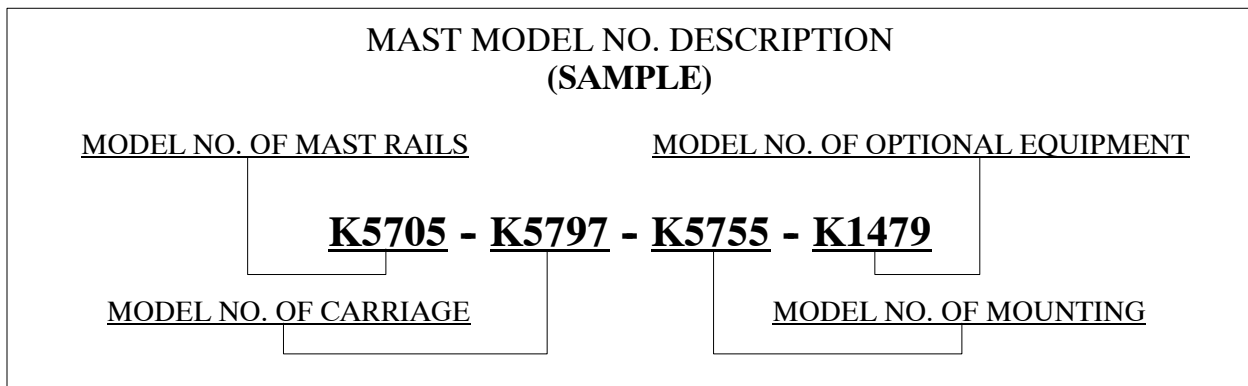 MAST MODEL NO. DESCRIPTION
(SAMPLE)
MODEL NO. OF MAST RAILS
MODEL NO. OF OPTIONAL EQUIPMENT
K5705 - K5797 - K5755 - K1479
MODEL NO. OF CARRIAGE
MODEL NO. OF MOUNTING